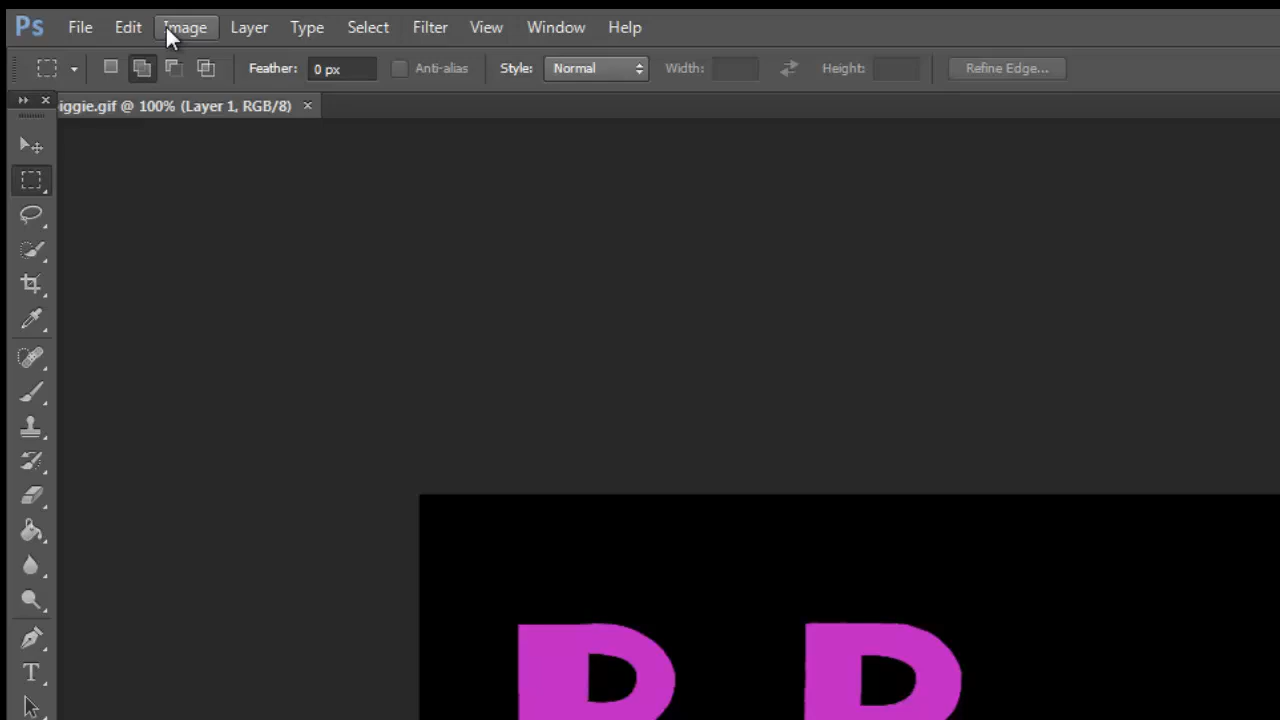 Ps File Edit Image Layer Type Select Filter View Window Help
Feather: 0 px Anti-alias Style: Normal Width: Height: Refine Edge...
iggie.gif @ 100% (Layer 1, RGB/8) ×
T